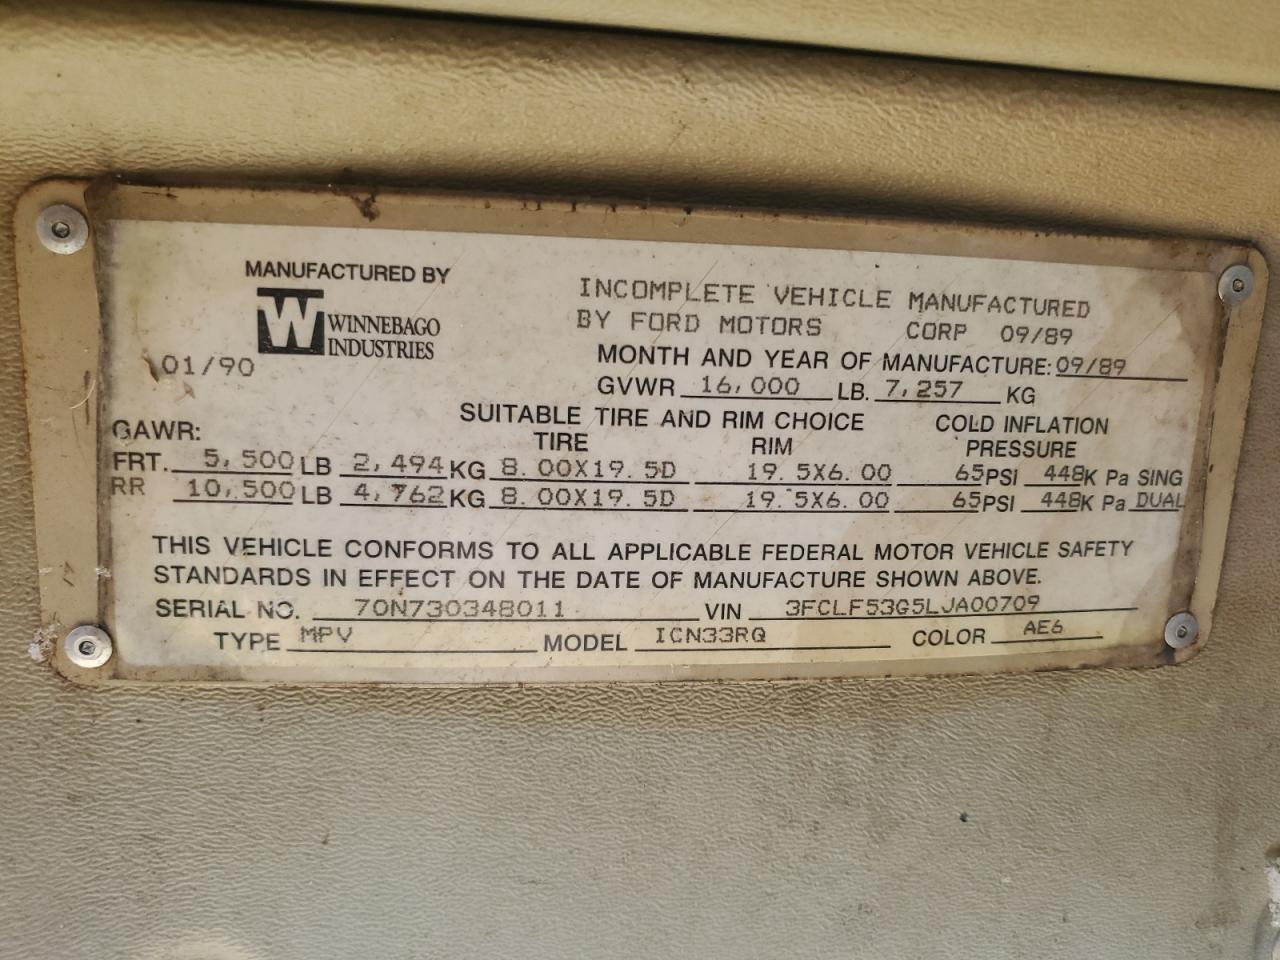 MANUFACTURED BY
W WINNEBAGO
INDUSTRIES
01/90
INCOMPLETE VEHICLE MANUFACTURED
BY FORD MOTORS CORP 09/89
MONTH AND YEAR OF MANUFACTURE: 09/89
GVWR 16,000 LB. 7,257 KG
SUITABLE TIRE AND RIM CHOICE COLD INFLATION
GAWR: TIRE RIM PRESSURE
FRT. 5,500 LB 2,494 KG 8.00X19.5D 19.5X6.00 65 PSI 448 K Pa SING
RR 10,500 LB 4,762 KG 8.00X19.5D 19.5X6.00 65 PSI 448 K Pa DUAL
THIS VEHICLE CONFORMS TO ALL APPLICABLE FEDERAL MOTOR VEHICLE SAFETY
STANDARDS IN EFFECT ON THE DATE OF MANUFACTURE SHOWN ABOVE.
SERIAL NO. 70N730348011 VIN 3FCLF53G5LJA00709
TYPE MPV MODEL ICN33RQ COLOR AE6